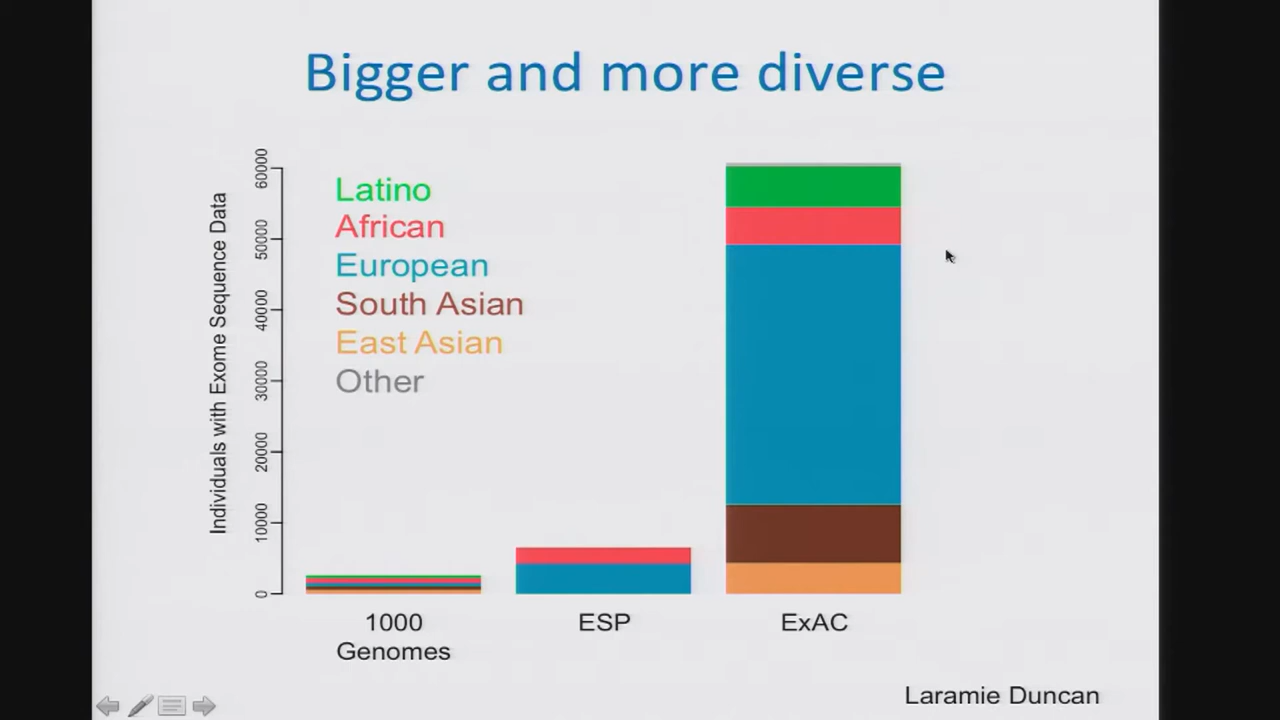 Bigger and more diverse
Individuals with Exome Sequence Data
60000
50000
40000
30000
20000
10000
0
Latino
African
European
South Asian
East Asian
Other
1000
Genomes
ESP
ExAC
Laramie Duncan